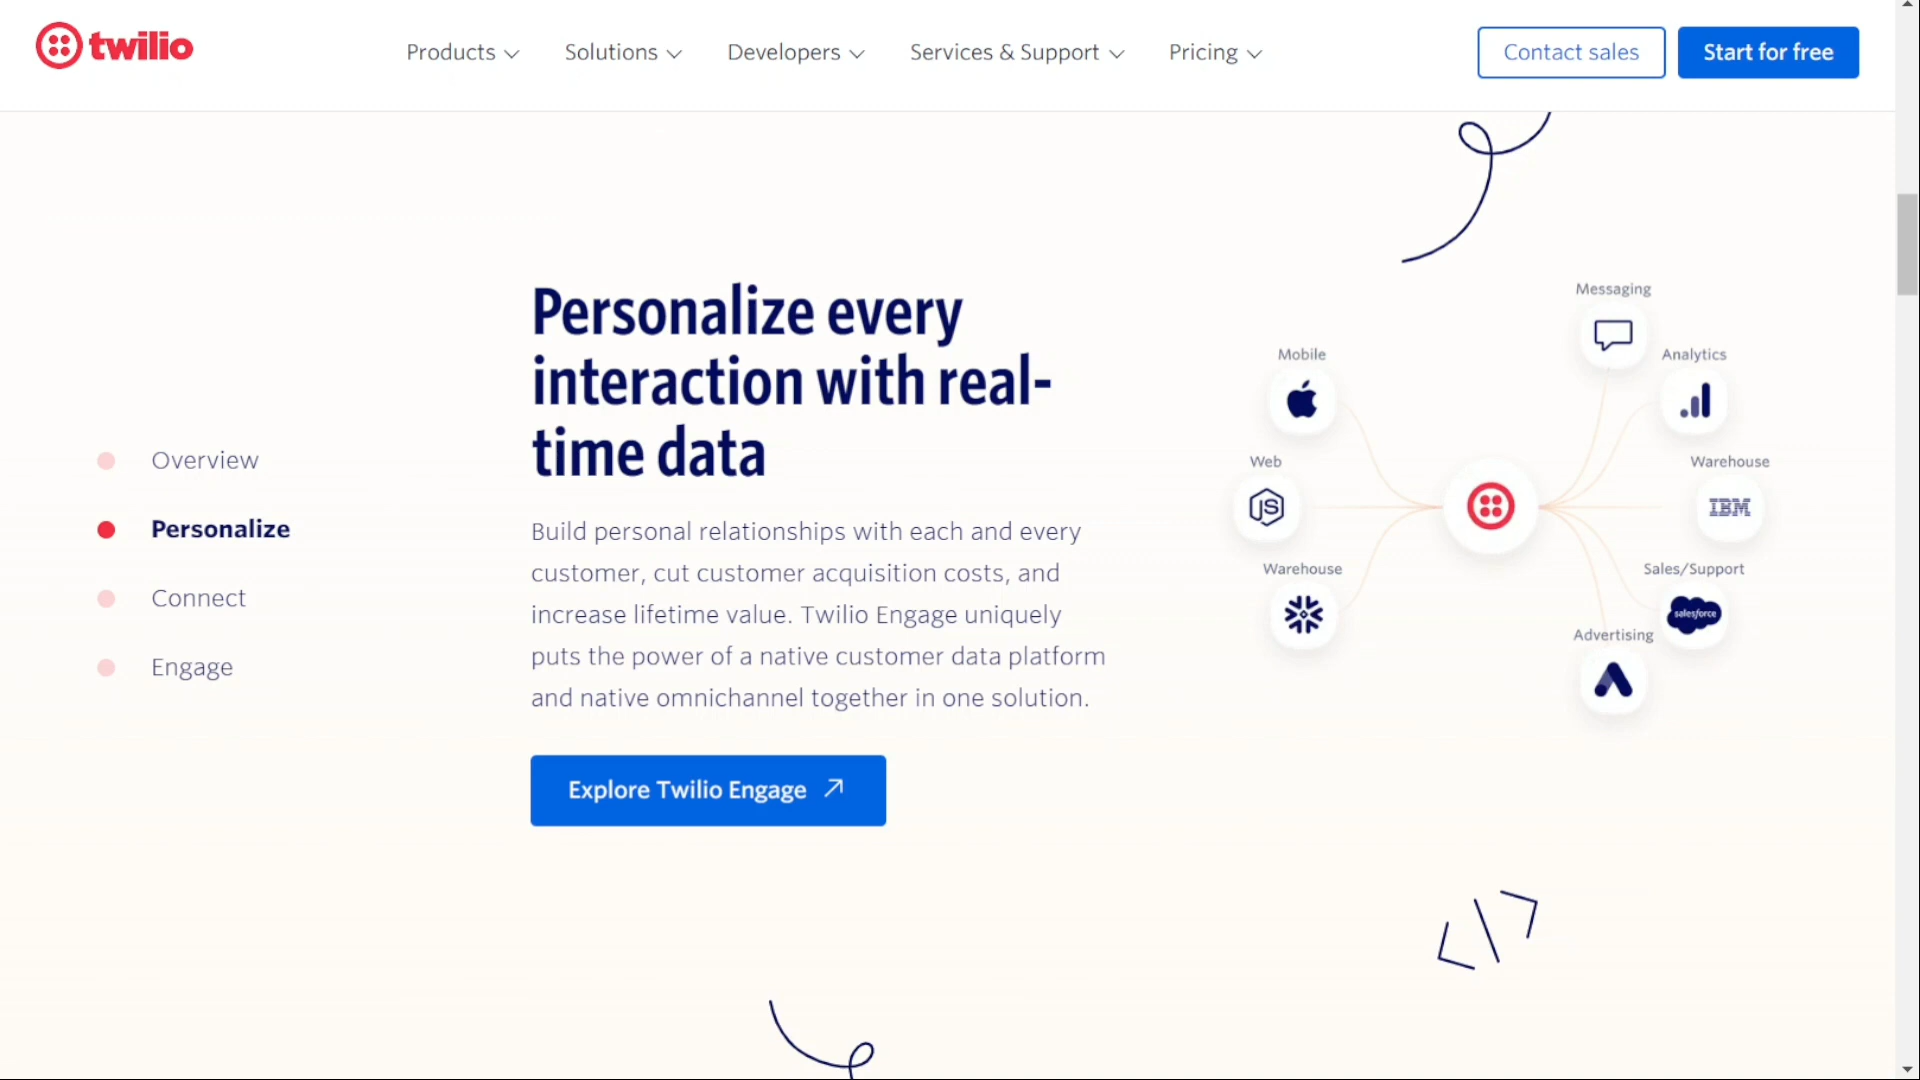 twilio
Products
Solutions
Developers
Services & Support
Pricing
Contact sales
Start for free
Overview
Personalize
Connect
Engage
Personalize every
interaction with real-
time data
Build personal relationships with each and every
customer, cut customer acquisition costs, and
increase lifetime value. Twilio Engage uniquely
puts the power of a native customer data platform
and native omnichannel together in one solution.
Explore Twilio Engage
Messaging
Mobile
Analytics
Web
JS
Warehouse
IBM
Warehouse
Sales/Support
salesforce
Advertising